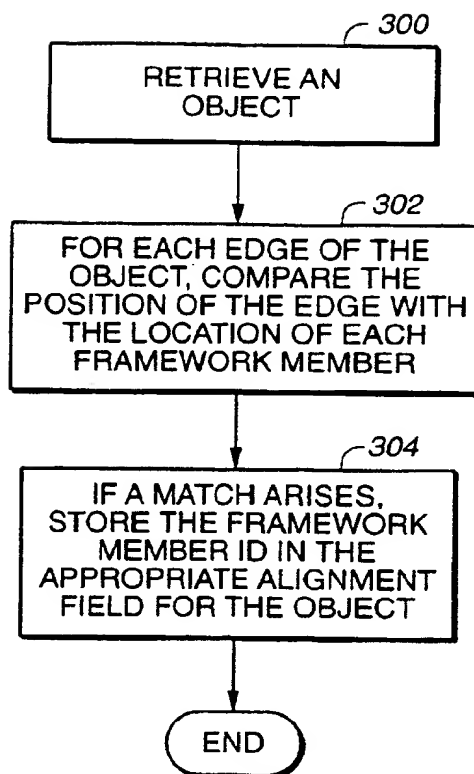 300
RETRIEVE AN
OBJECT
302
FOR EACH EDGE OF THE
OBJECT, COMPARE THE
POSITION OF THE EDGE WITH
THE LOCATION OF EACH
FRAMEWORK MEMBER
304
IF A MATCH ARISES,
STORE THE FRAMEWORK
MEMBER ID IN THE
APPROPRIATE ALIGNMENT
FIELD FOR THE OBJECT
END